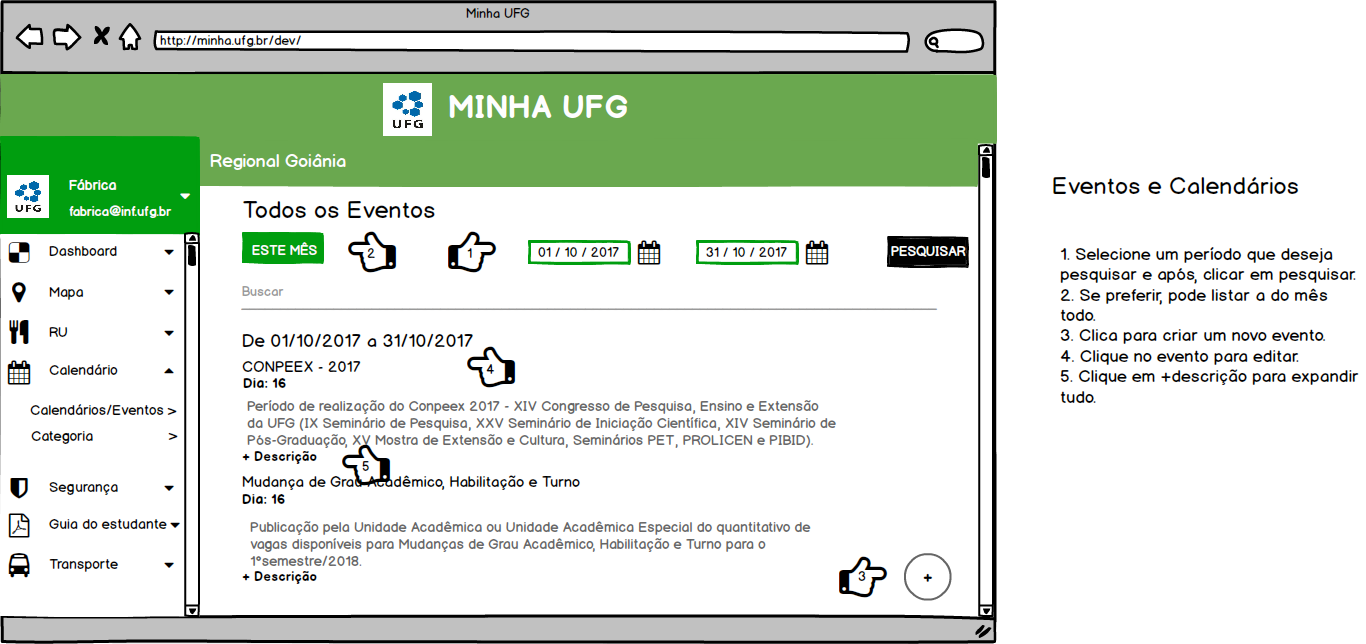 Minha UFG
http://minha.ufg.br/dev/
UFG
MINHA UFG
Regional Goiânia
UFG
Fábrica
fabrica@inf.ufg.br
Dashboard
Mapa
RU
Calendário
Calendários/Eventos >
Categoria >
Segurança
Guia do estudante
Transporte
Todos os Eventos
ESTE MÊS
2
1
01 / 10 / 2017
31 / 10 / 2017
PESQUISAR
Buscar
De 01/10/2017 a 31/10/2017
CONPEEX - 2017
4
Dia: 16
Período de realização do Conpeex 2017 - XIV Congresso de Pesquisa, Ensino e Extensão
da UFG (IX Seminário de Pesquisa, XXV Seminário de Iniciação Científica, XIV Seminário de
Pós-Graduação, XV Mostra de Extensão e Cultura, Seminários PET, PROLICEN e PIBID).
+ Descrição
5
Mudança de Grau Acadêmico, Habilitação e Turno
Dia: 16
Publicação pela Unidade Acadêmica ou Unidade Acadêmica Especial do quantitativo de
vagas disponíveis para Mudanças de Grau Acadêmico, Habilitação e Turno para o
1ºsemestre/2018.
+ Descrição
3
+
Eventos e Calendários
1. Selecione um período que deseja
pesquisar e após, clicar em pesquisar.
2. Se preferir, pode listar a do mês
todo.
3. Clica para criar um novo evento.
4. Clique no evento para editar.
5. Clique em +descrição para expandir
tudo.